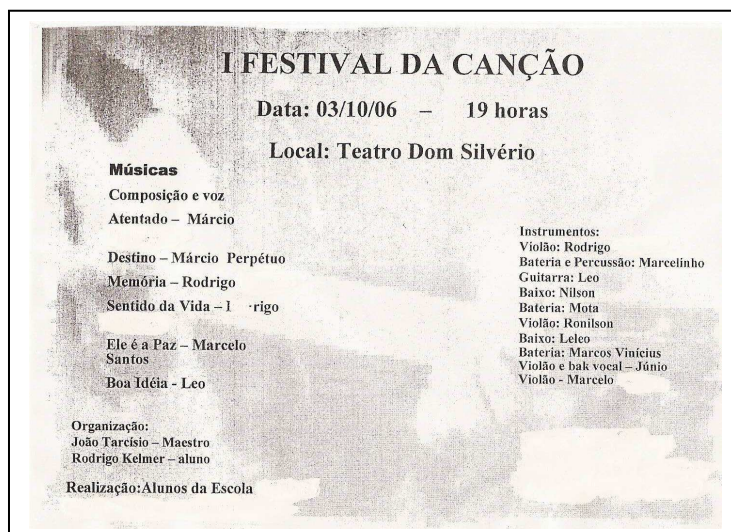 I FESTIVAL DA CANÇÃO
Data: 03/10/06 – 19 horas
Local: Teatro Dom Silvério
Músicas
Composição e voz
Atentado – Márcio
Destino – Márcio Perpétuo
Memória – Rodrigo
Sentido da Vida –
Ele é a Paz – Marcelo
Santos
Boa Idéia - Leo
Instrumentos:
Violão: Rodrigo
Bateria e Percussão: Marcelinho
Guitarra: Leo
Baixo: Nilson
Bateria: Mota
Violão: Ronilson
Baixo: Leleo
Bateria: Marcos Vinícius
Violão e bak vocal – Júnio
Violão - Marcelo
Organização:
João Tarcísio – Maestro
Rodrigo Kelmer – aluno
Realização:Alunos da Escola